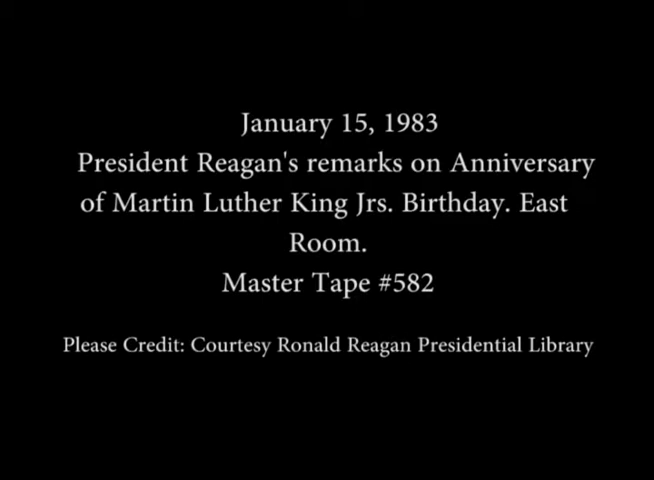 January 15, 1983
President Reagan's remarks on Anniversary
of Martin Luther King Jrs. Birthday. East
Room.
Master Tape #582
Please Credit: Courtesy Ronald Reagan Presidential Library